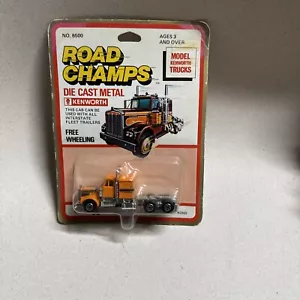 NO. 8500
AGES 3
AND OVER
ROAD
CHAMPS
MODEL
KENWORTH
TRUCKS
DIE CAST METAL
KENWORTH
THIS CAB CAN BE
USED WITH ALL
INTERSTATE
FLEET TRAILERS
FREE
WHEELING